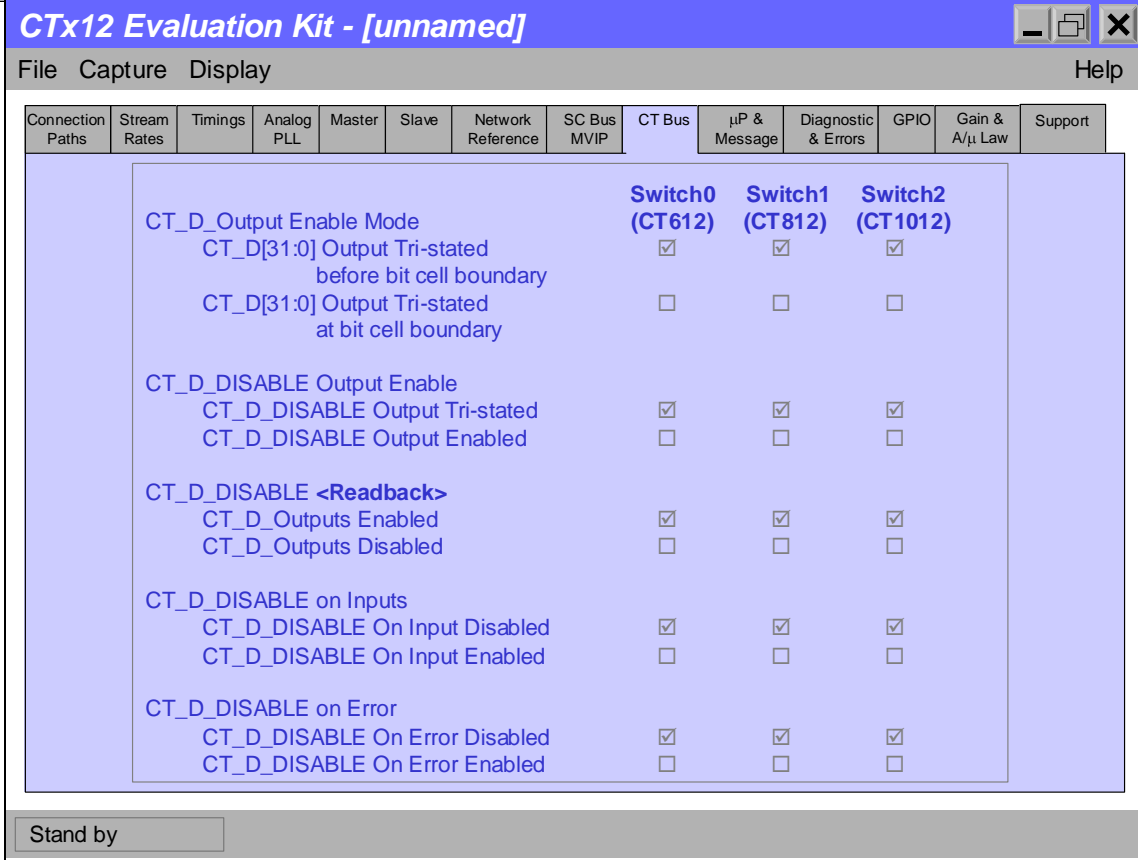 CTx12 Evaluation Kit - [unnamed]
File Capture Display Help
Connection Paths
Stream Rates
Timings
Analog PLL
Master
Slave
Network Reference
SC Bus MVIP
CT Bus
μP & Message
Diagnostic & Errors
GPIO
Gain & A/μ Law
Support
Switch0 Switch1 Switch2
CT_D_Output Enable Mode (CT612) (CT812) (CT1012)
CT_D[31:0] Output Tri-stated
before bit cell boundary
CT_D[31:0] Output Tri-stated
at bit cell boundary
CT_D_DISABLE Output Enable
CT_D_DISABLE Output Tri-stated
CT_D_DISABLE Output Enabled
CT_D_DISABLE <Readback>
CT_D_Outputs Enabled
CT_D_Outputs Disabled
CT_D_DISABLE on Inputs
CT_D_DISABLE On Input Disabled
CT_D_DISABLE On Input Enabled
CT_D_DISABLE on Error
CT_D_DISABLE On Error Disabled
CT_D_DISABLE On Error Enabled
Stand by